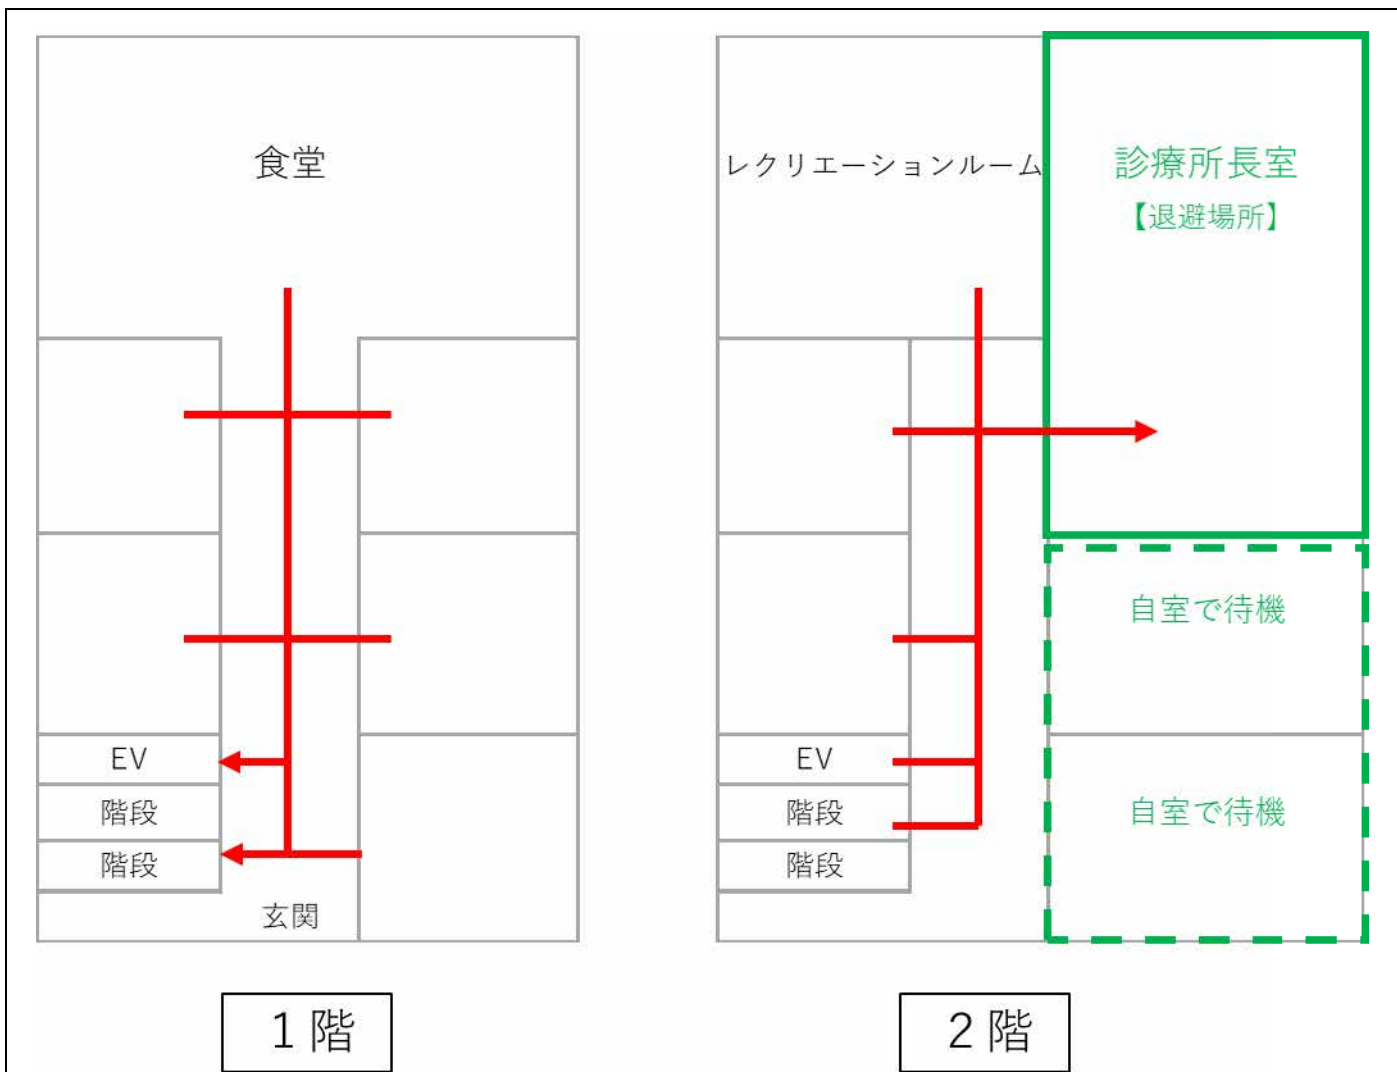 食堂
EV
階段
階段
玄関
1階
レクリエーションルーム
診療所長室
【退避場所】
自室で待機
自室で待機
EV
階段
階段
2階